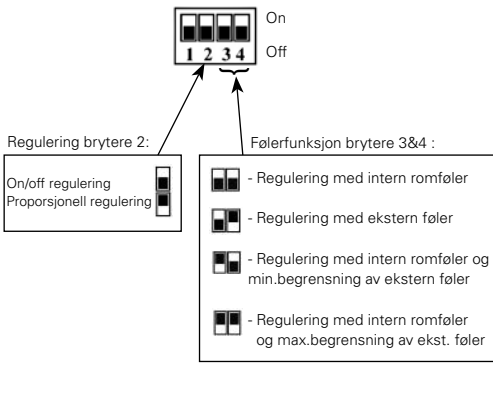 On
1 2 3 4
Off
Regulering brytere 2:
On/off regulering
Proporsjonell regulering
Følerfunksjon brytere 3&4 :
- Regulering med intern romføler
- Regulering med ekstern føler
- Regulering med intern romføler og
min.begrensning av ekstern føler
- Regulering med intern romføler
og max.begrensning av ekst. føler